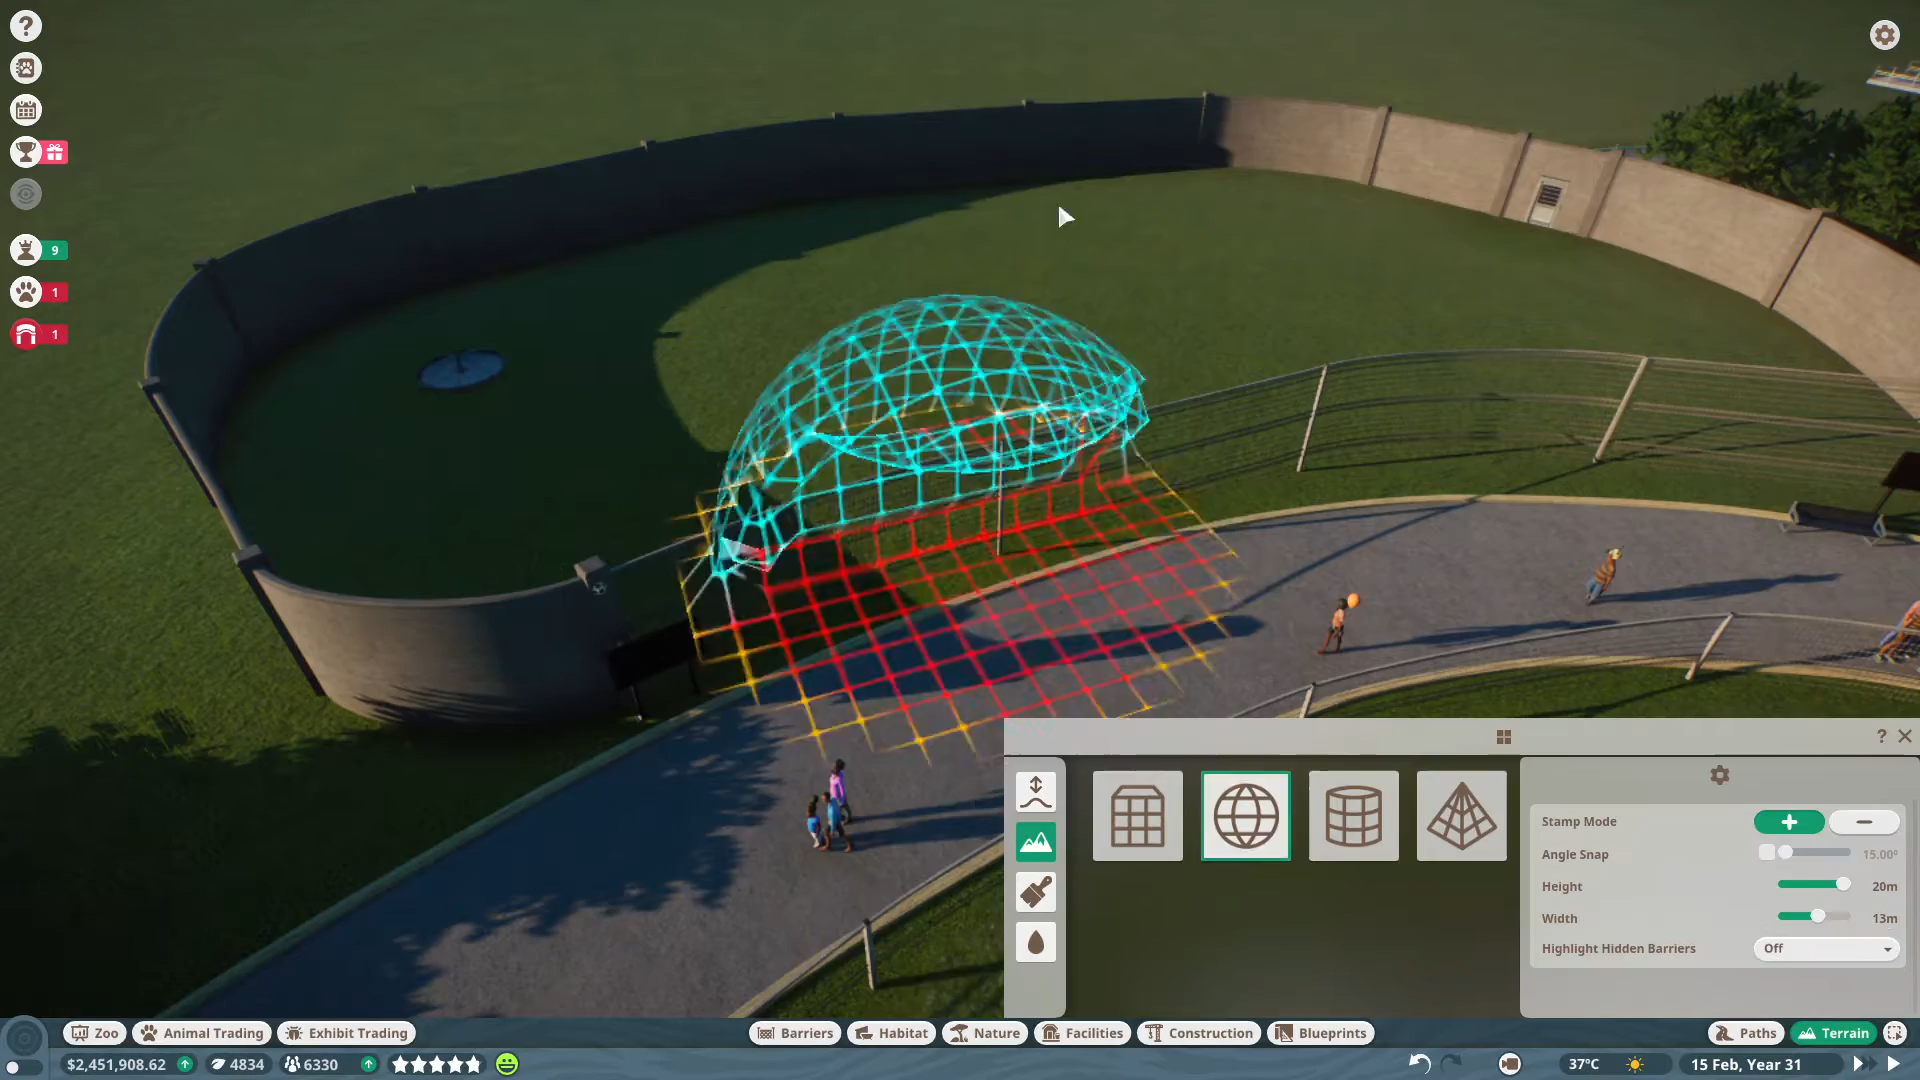 ?
9
1
1
?
Stamp Mode
Angle Snap 15.00°
Height 20m
Width 13m
Highlight Hidden Barriers Off
Zoo Animal Trading Exhibit Trading Barriers Habitat Nature Facilities Construction Blueprints Paths Terrain
$2,451,908.62 4834 6330 37°C 15 Feb, Year 31